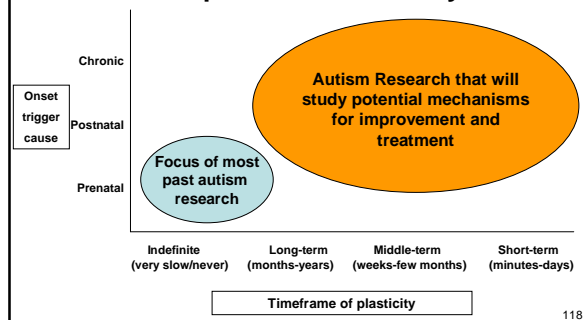 Chronic
Postnatal
Prenatal
Onset
trigger
cause
Autism Research that will
study potential mechanisms
for improvement and
treatment
Focus of most
past autism
research
Indefinite
(very slow/never)
Long-term
(months-years)
Middle-term
(weeks-few months)
Short-term
(minutes-days)
Timeframe of plasticity
118